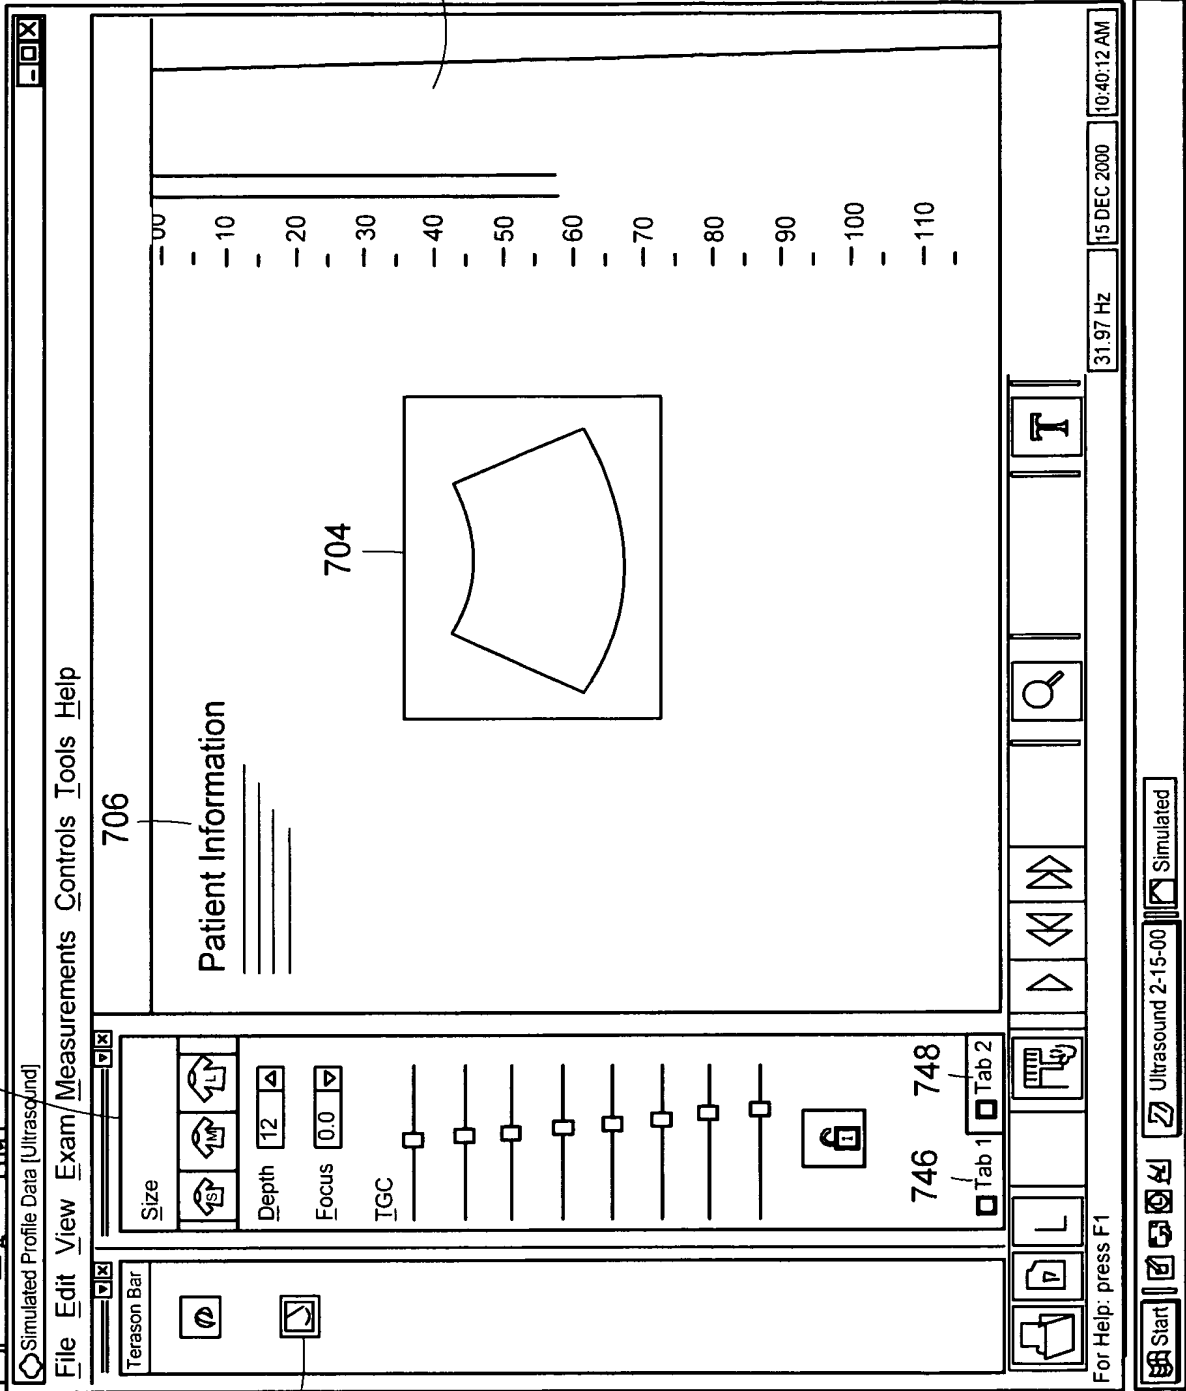 Simulated Profile Data [Ultrasound]
File Edit View Exam Measurements Controls Tools Help
706
Terason Bar
Size
S M L
Depth 12
Focus 0.0
TGC
746
748
Tab 1
Tab 2
Patient Information
704
00
10
20
30
40
50
60
70
80
90
100
110
L
T
For Help: press F1
31.97 Hz
15 DEC 2000
10:40:12 AM
Start
Ultrasound 2-15-00
Simulated